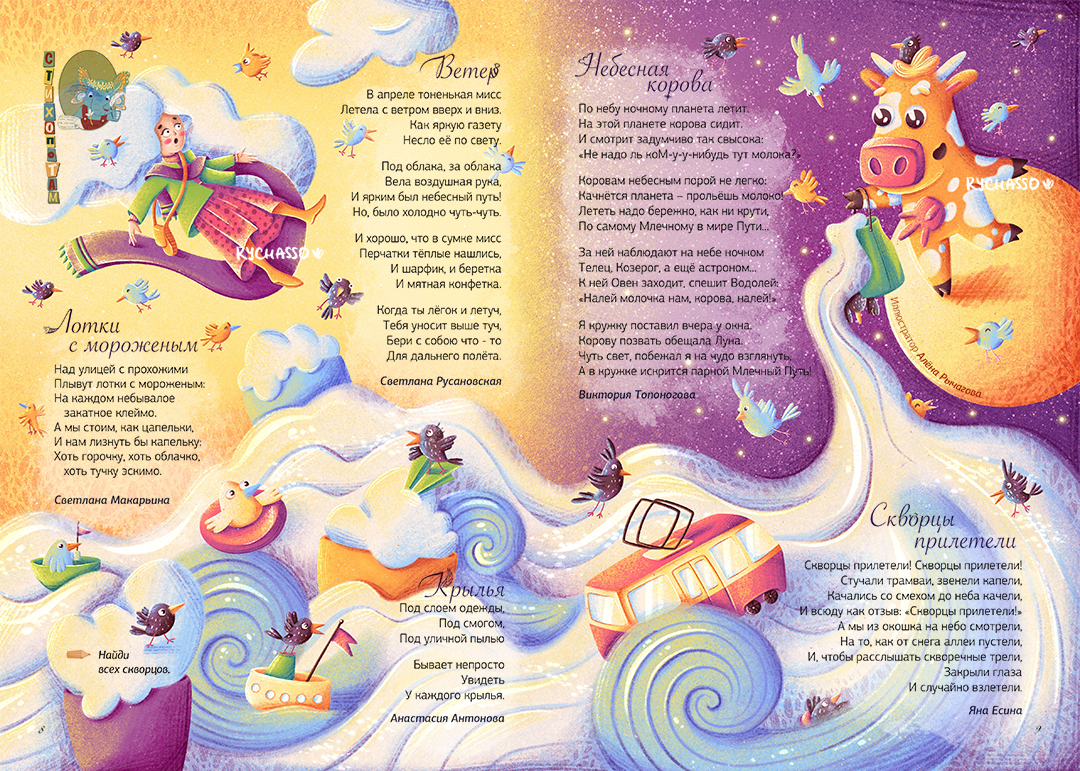 СТИХОПОТАМ
Ветер
В апреле тоненькая мисс
Летела с ветром вверх и вниз.
Как яркую газету
Несло её по свету.
Под облака, за облака
Вела воздушная рука,
И ярким был небесный путь!
Но, было холодно чуть-чуть.
И хорошо, что в сумке мисс
Перчатки тёплые нашлись,
И шарфик, и беретка
И мятная конфетка.
Когда ты лёгок и летуч,
Тебя уносит выше туч,
Бери с собою что - то
Для дальнего полёта.
Светлана Русановская
RYCHASSO
Лотки
с мороженым
Над улицей с прохожими
Плывут лотки с мороженым:
На каждом небывалое
закатное клеймо.
А мы стоим, как цапельки,
И нам лизнуть бы капельку:
Хоть горочку, хоть облачко,
хоть тучку эскимо.
Светлана Макарьина
Крылья
Под слоем одежды,
Под смогом,
Под уличной пылью
Бывает непросто
Увидеть
У каждого крылья.
Анастасия Антонова
Найди
всех скворцов.
8
Небесная
корова
По небу ночному планета летит.
На этой планете корова сидит.
И смотрит задумчиво так свысока:
«Не надо ль коМ-у-у-нибудь тут молока?»
Коровам небесным порой не легко:
Качнётся планета – прольёшь молоко!
Лететь надо бережно, как ни крути,
По самому Млечному в мире Пути...
За ней наблюдают на небе ночном
Телец, Козерог, а ещё астроном...
К ней Овен заходит, спешит Водолей:
«Налей молочка нам, корова, налей!»
Я кружку поставил вчера у окна.
Корову позвать обещала Луна.
Чуть свет, побежал я на чудо взглянуть,
А в кружке искрится парной Млечный Путь!
Виктория Топоногова
RYCHASSO
Иллюстратор Алёна Рычагова
Скворцы
прилетели
Скворцы прилетели! Скворцы прилетели!
Стучали трамваи, звенели капели,
Качались со смехом до неба качели,
И всюду как отзыв: «Скворцы прилетели!»
А мы из окошка на небо смотрели,
На то, как от снега аллеи пустели,
И, чтобы расслышать скворечные трели,
Закрыли глаза
И случайно взлетели.
Яна Есина
9